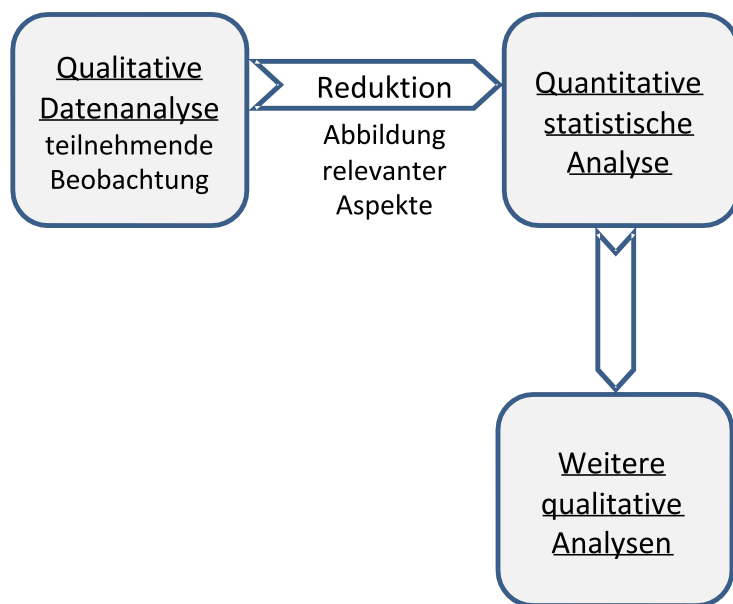 Qualitative
Datenanalyse
teilnehmende
Beobachtung
Reduktion
Abbildung
relevanter
Aspekte
Quantitative
statistische
Analyse
Weitere
qualitative
Analysen